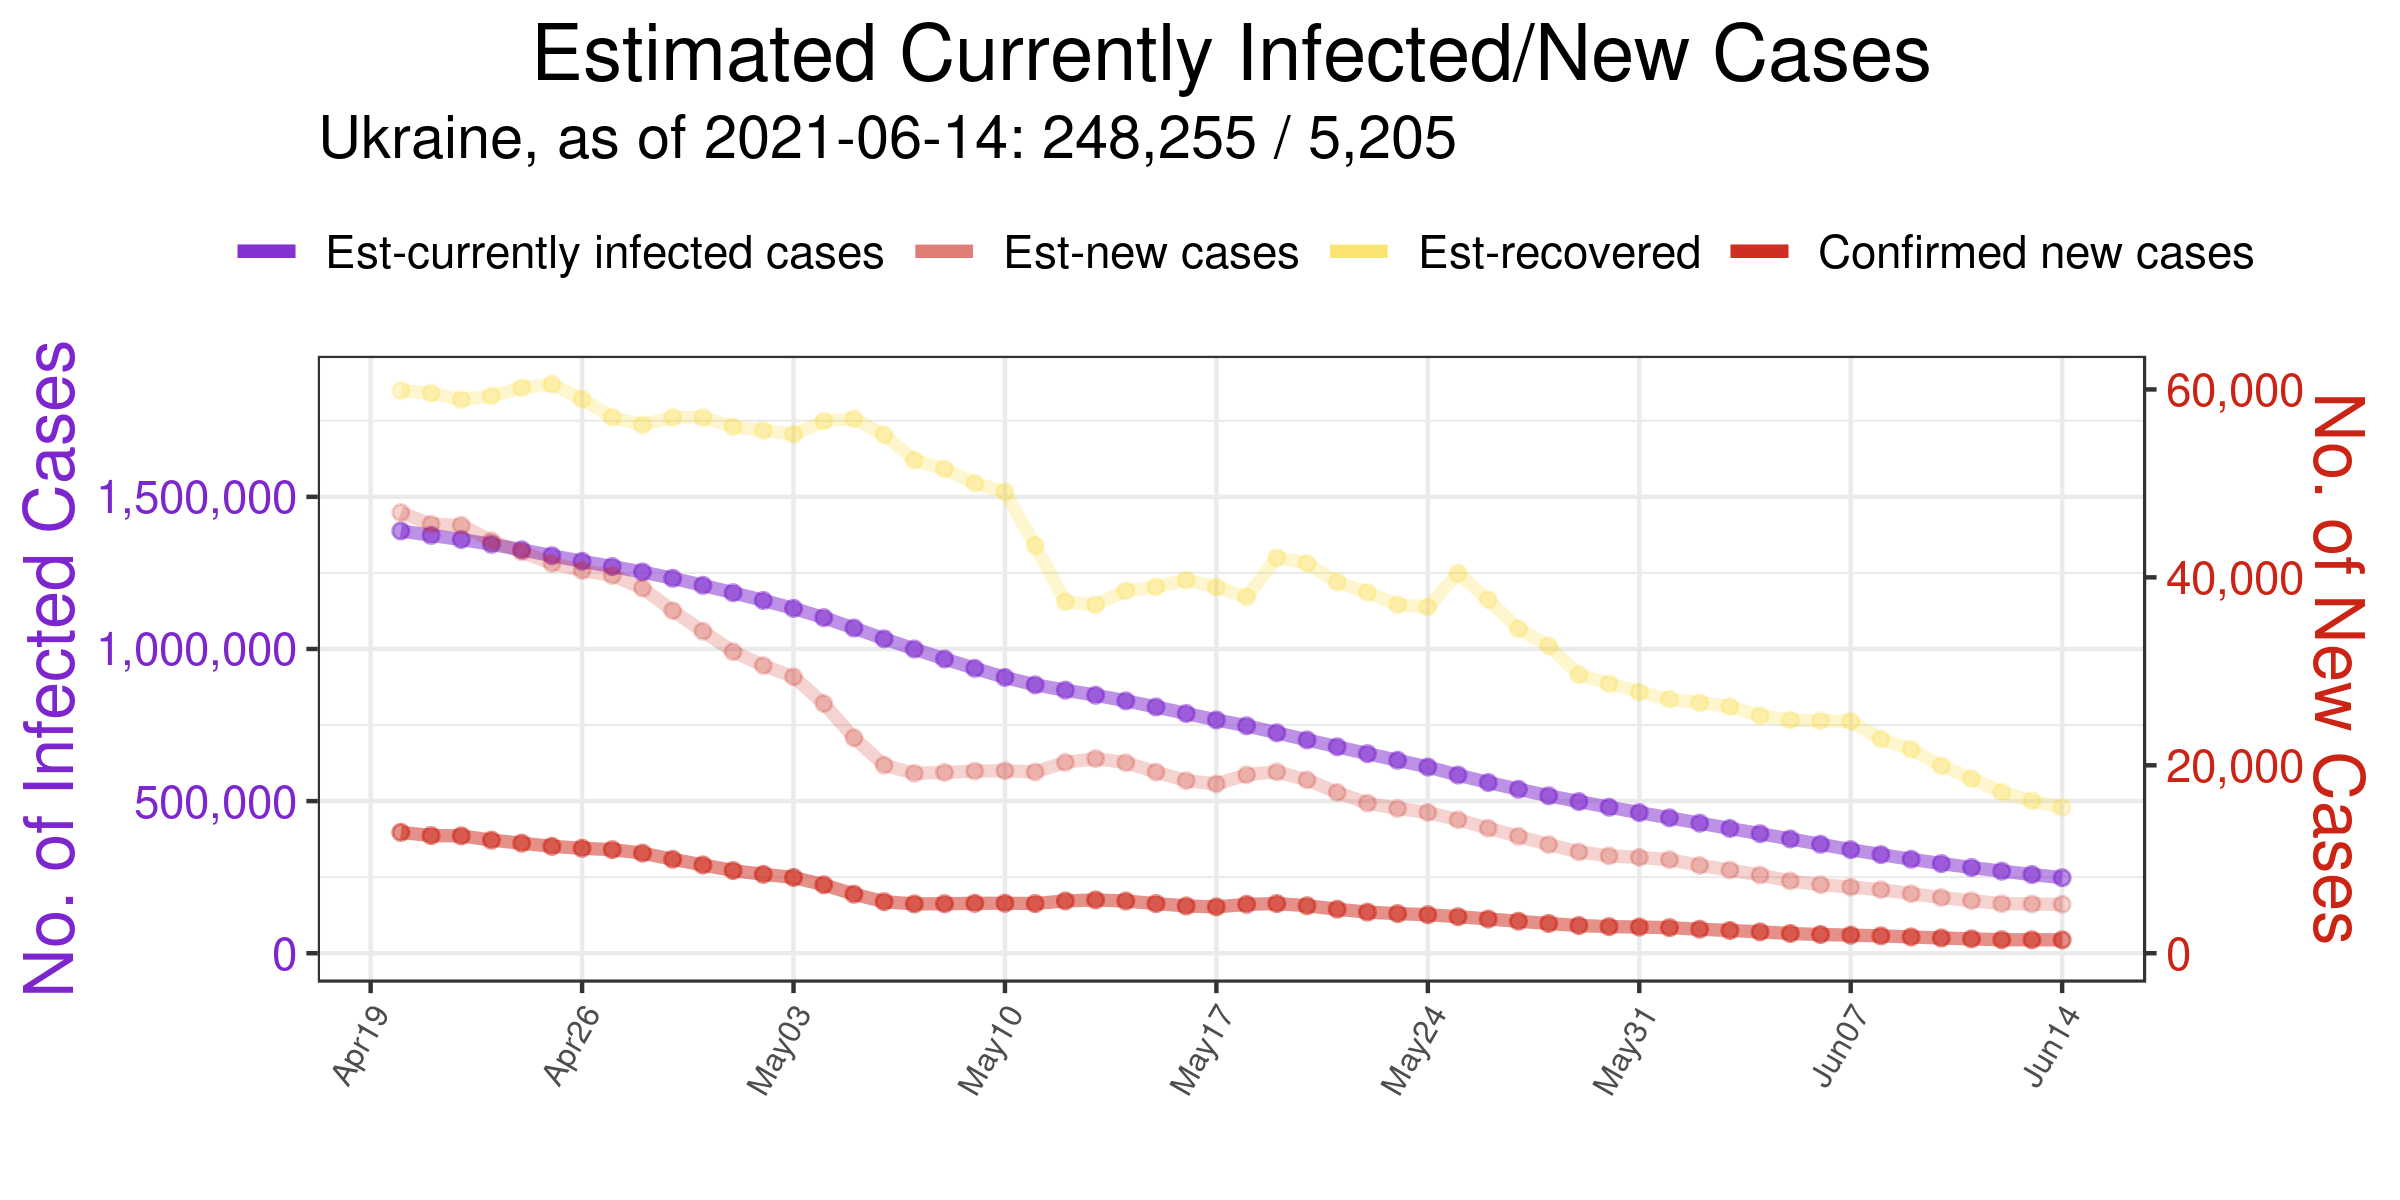 Estimated Currently Infected/New Cases
Ukraine, as of 2021-06-14: 248,255 / 5,205
Est-currently infected cases Est-new cases Est-recovered Confirmed new cases
No. of Infected Cases
1,500,000
1,000,000
500,000
0
60,000
40,000
20,000
0
No. of New Cases
Apr19 Apr26 May03 May10 May17 May24 May31 Jun07 Jun14